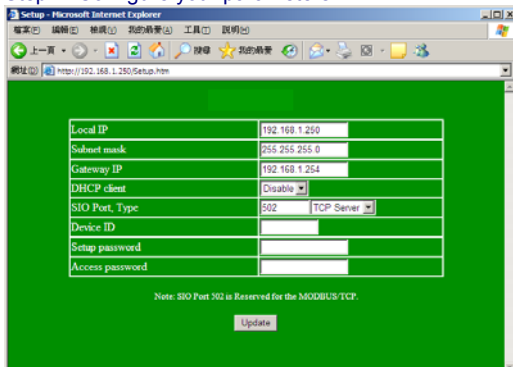 Setup - Microsoft Internet Explorer
檔案(F) 編輯(E) 檢視(V) 我的最愛(A) 工具(T) 說明(H)
上一頁 搜尋 我的最愛
網址(D) http://192.168.1.250/Setup.htm
Local IP 192.168.1.250
Subnet mask 255.255.255.0
Gateway IP 192.168.1.254
DHCP client Disable
SIO Port, Type 502 TCP Server
Device ID
Setup password
Access password
Note: SIO Port 502 is Reserved for the MODBUS/TCP.
Update